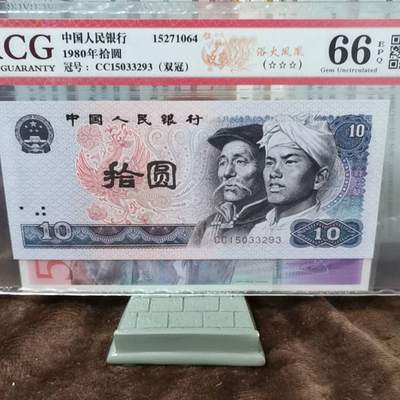 ACG
GUARANTY
中国人民银行 15271064
1980年拾圆
冠号：CC15033293（双冠）
浴火凤凰
(☆☆☆)
66 EPQ
Gem Uncirculated
中国人民银行
10
拾圆
CC15033293
10
10
5